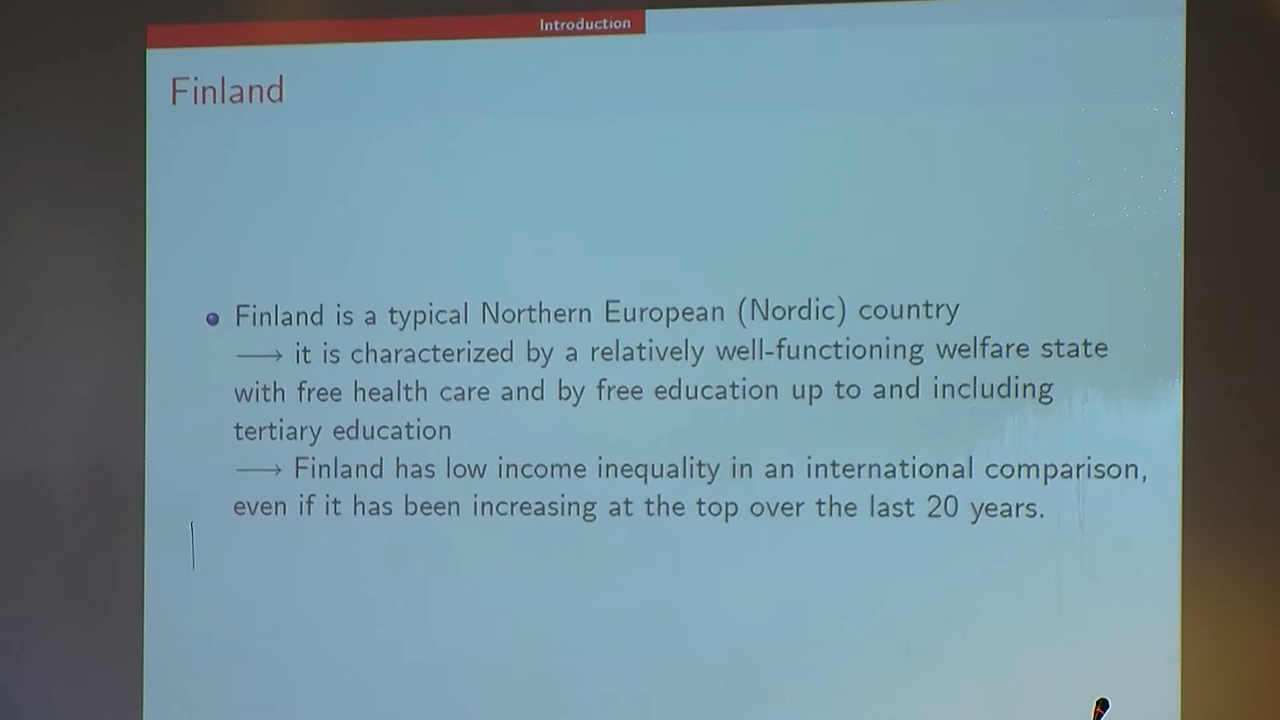 Introduction
Finland
Finland is a typical Northern European (Nordic) country
⟶ it is characterized by a relatively well-functioning welfare state
with free health care and by free education up to and including
tertiary education
⟶ Finland has low income inequality in an international comparison,
even if it has been increasing at the top over the last 20 years.